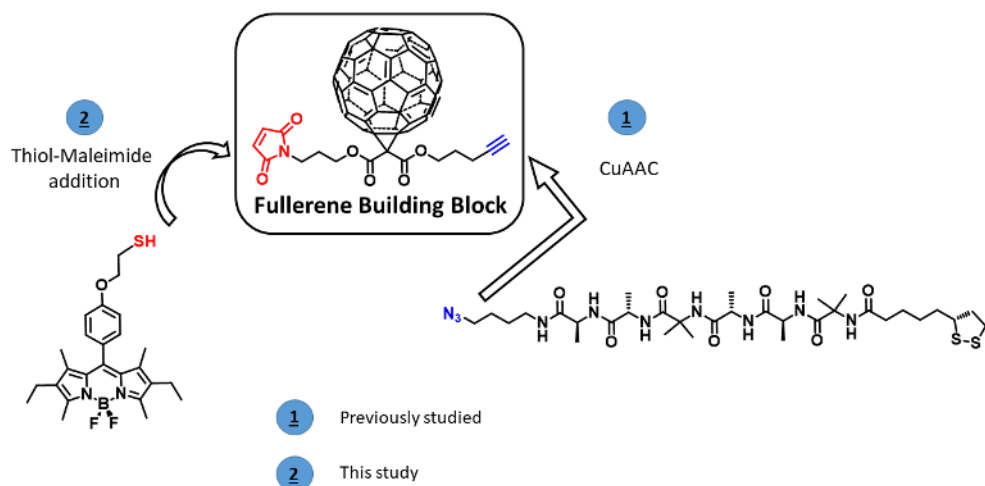 2
Thiol-Maleimide
addition
1
CuAAC
O
N
O
O
O
O
O
Fullerene Building Block
SH
O
N
N
B
F
F
N3
N
H
O
H
N
O
N
H
O
H
N
O
N
H
O
H
N
O
N
H
O
S
S
1 Previously studied
2 This study